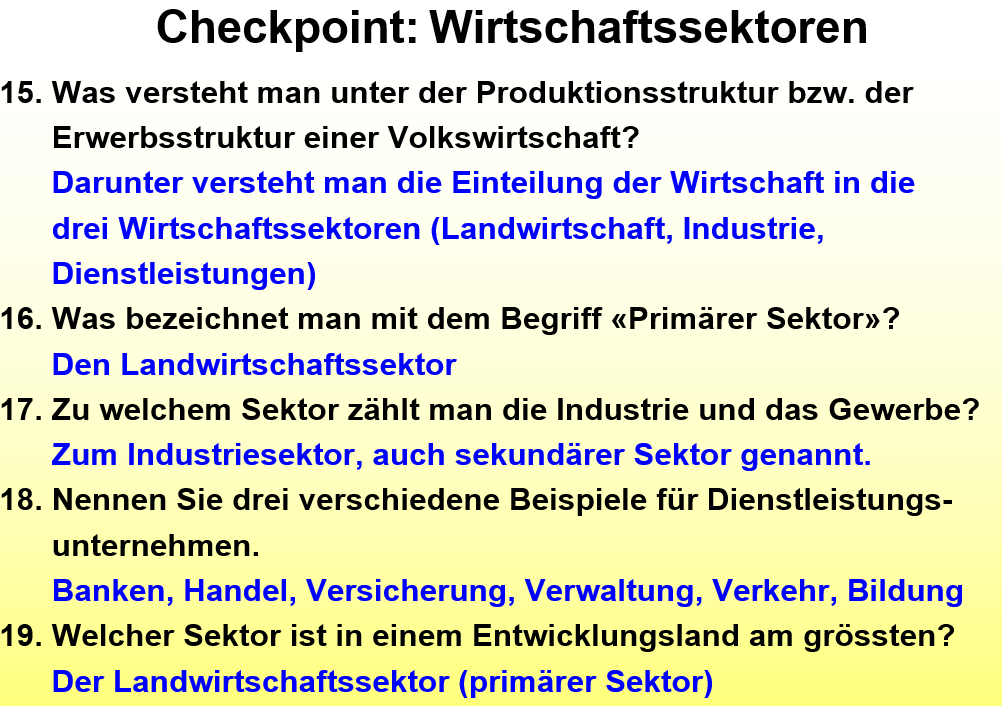 Checkpoint: Wirtschaftssektoren
15. Was versteht man unter der Produktionsstruktur bzw. der
Erwerbsstruktur einer Volkswirtschaft?
Darunter versteht man die Einteilung der Wirtschaft in die
drei Wirtschaftssektoren (Landwirtschaft, Industrie,
Dienstleistungen)
16. Was bezeichnet man mit dem Begriff «Primärer Sektor»?
Den Landwirtschaftssektor
17. Zu welchem Sektor zählt man die Industrie und das Gewerbe?
Zum Industriesektor, auch sekundärer Sektor genannt.
18. Nennen Sie drei verschiedene Beispiele für Dienstleistungs-
unternehmen.
Banken, Handel, Versicherung, Verwaltung, Verkehr, Bildung
19. Welcher Sektor ist in einem Entwicklungsland am grössten?
Der Landwirtschaftssektor (primärer Sektor)